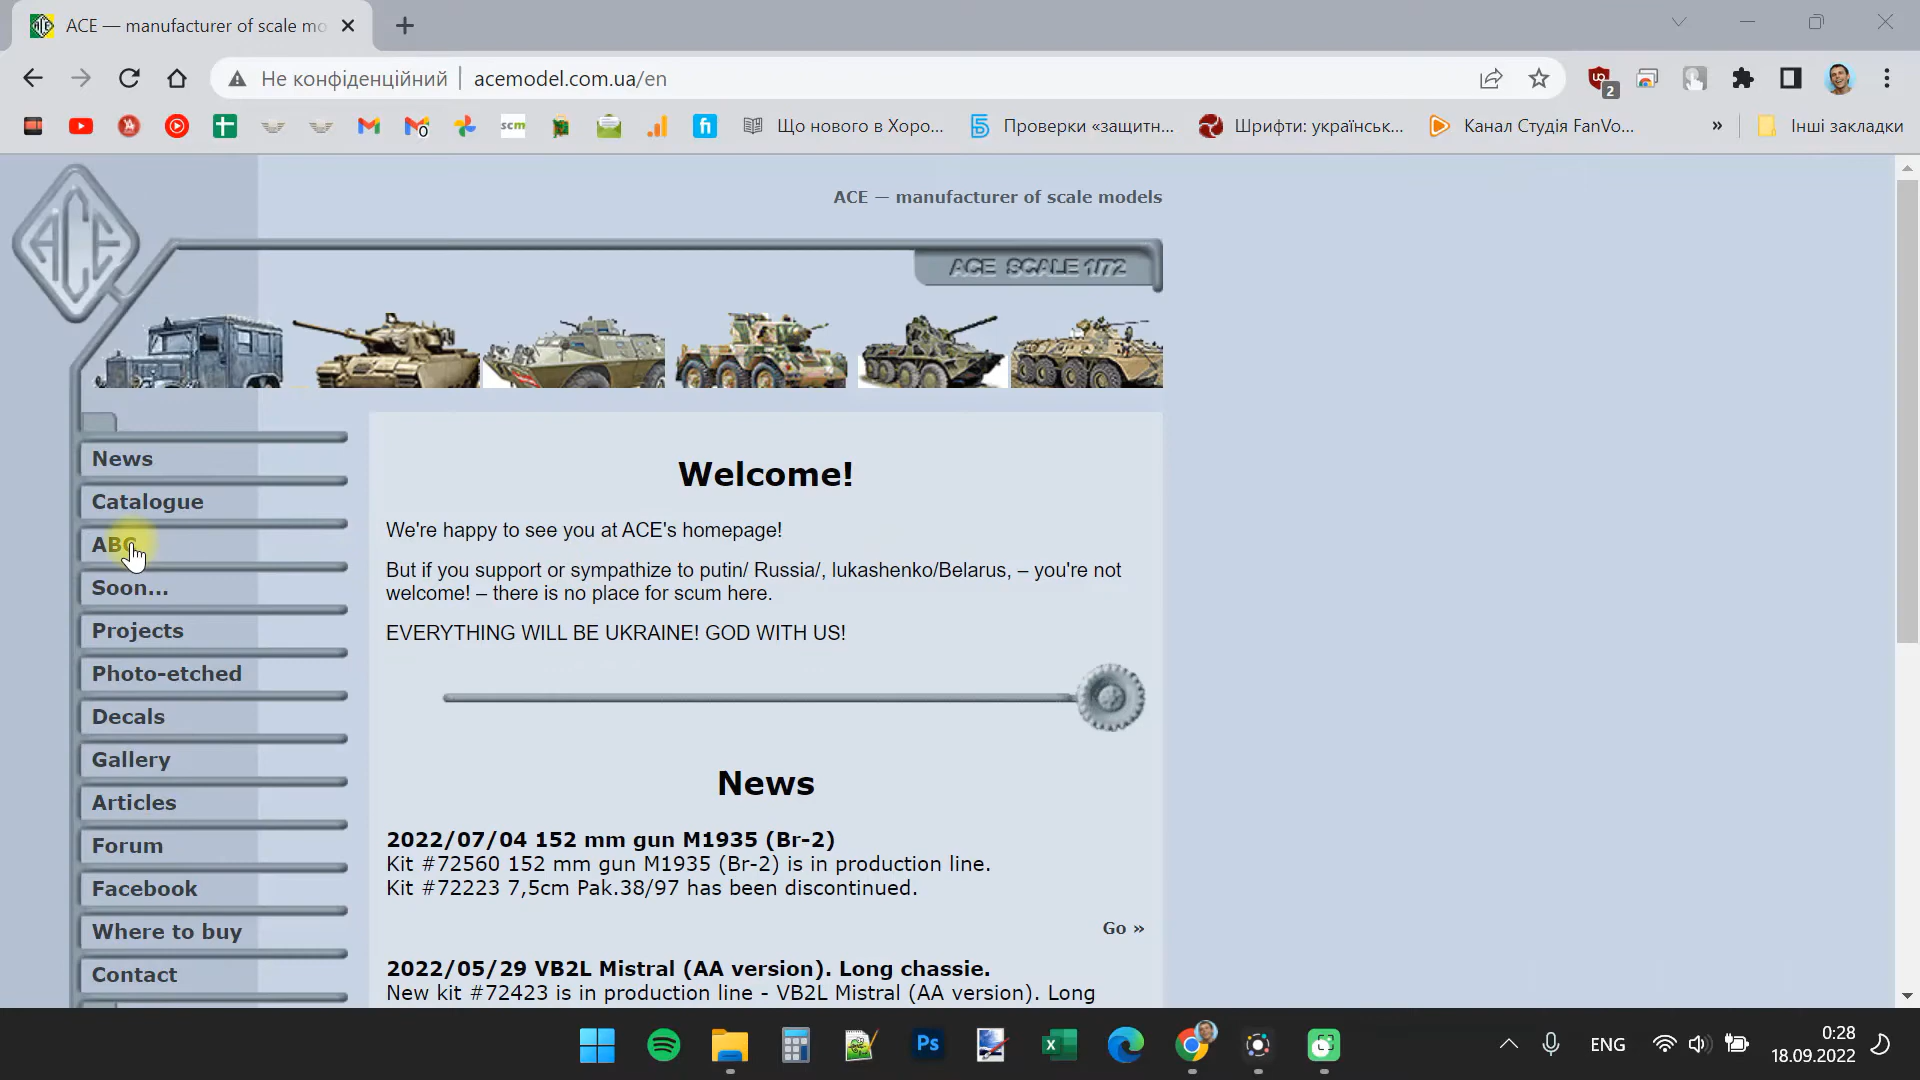 ACE — manufacturer of scale mo
Не конфіденційний
acemodel.com.ua/en
2
0
scm
Що нового в Хоро...
Проверки «защитн...
Шрифти: українськ...
Канал Студія FanVo...
»
Інші закладки
ACE — manufacturer of scale models
ACE
ACE SCALE 1/72
News
Catalogue
ABC
Soon...
Projects
Photo-etched
Decals
Gallery
Articles
Forum
Facebook
Where to buy
Contact
Welcome!
We're happy to see you at ACE's homepage!
But if you support or sympathize to putin/ Russia/, lukashenko/Belarus, – you're not
welcome! – there is no place for scum here.
EVERYTHING WILL BE UKRAINE! GOD WITH US!
News
2022/07/04 152 mm gun M1935 (Br-2)
Kit #72560 152 mm gun M1935 (Br-2) is in production line.
Kit #72223 7,5cm Pak.38/97 has been discontinued.
Go »
2022/05/29 VB2L Mistral (AA version). Long chassie.
New kit #72423 is in production line - VB2L Mistral (AA version). Long
Ps
ENG
0:28
18.09.2022